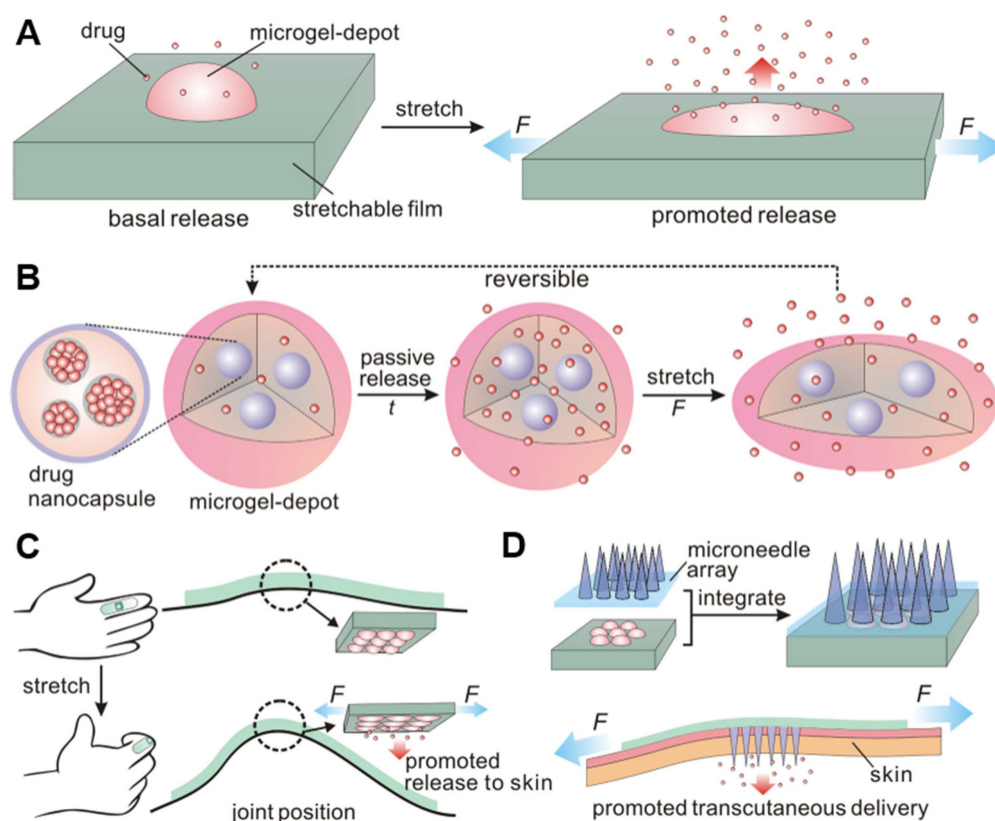 A
drug
microgel-depot
stretch
F
F
basal release
stretchable film
promoted release
B
reversible
passive
release
t
stretch
F
drug
nanocapsule
microgel-depot
C
stretch
F
F
promoted
release to skin
joint position
D
microneedle
array
integrate
F
F
skin
promoted transcutaneous delivery